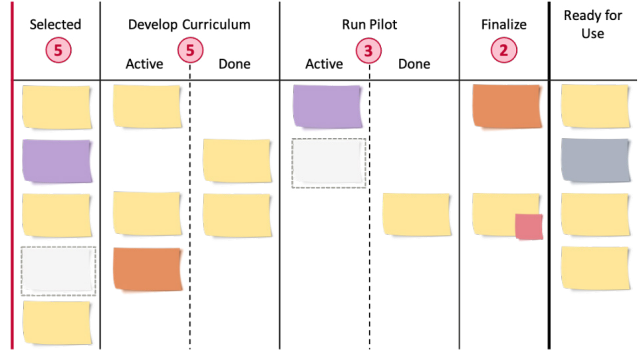 Selected
Develop Curriculum
Run Pilot
Finalize
Ready for
Use
5
5
3
2
Active
Done
Active
Done